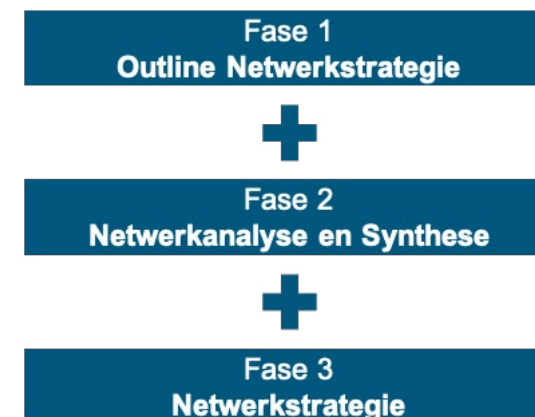 Fase 1
Outline Netwerkstrategie
Fase 2
Netwerkanalyse en Synthese
Fase 3
Netwerkstrategie